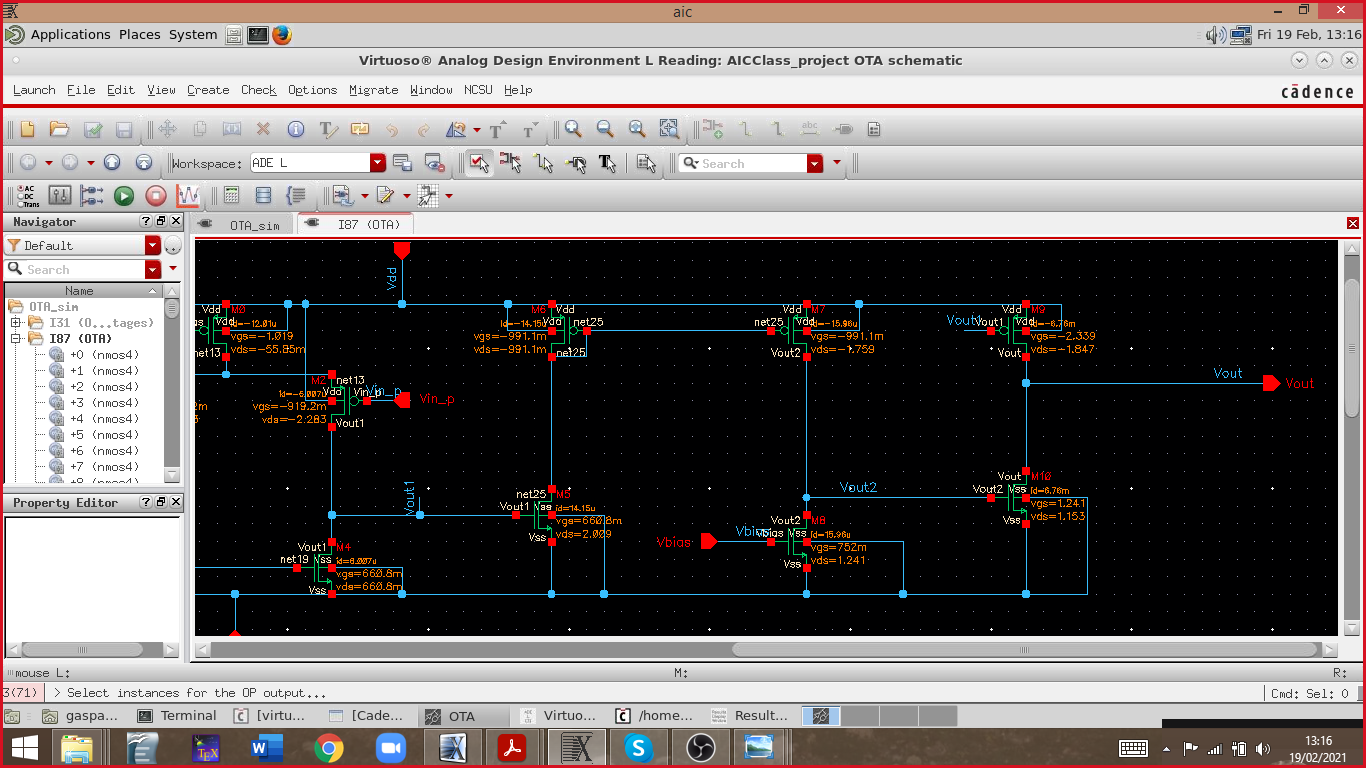 aic
Applications Places System
Fri 19 Feb, 13:16
Virtuoso® Analog Design Environment L Reading: AICClass_project OTA schematic
Launch File Edit View Create Check Options Migrate Window NCSU Help
cādence
Workspace: ADE L
Search
AC
DC
Trans
Navigator
OTA_sim
I87 (OTA)
Default
Search
Name
OTA_sim
I31 (O...tages)
I87 (OTA)
+0 (nmos4)
+1 (nmos4)
+2 (nmos4)
+3 (nmos4)
+4 (nmos4)
+5 (nmos4)
+6 (nmos4)
+7 (nmos4)
Property Editor
Vdd
Vdd
M0
Vdd
id=-12.01u
vgs=-1.019
vds=-55.85m
net13
M2
net13
Vdd
Vin_p
Vin_p
Vin_p
id=-6.007u
vgs=-919.2m
vds=-2.283
Vout1
M6
Vdd
id=-14.15u
Vdd
net25
vgs=-991.1m
vds=-991.1m
net25
M7
Vdd
net25
Vdd
id=-15.96u
vgs=-991.1m
vds=-1.759
Vout2
M9
Vdd
Vout
Vout1
Vdd
id=-6.76m
vgs=-2.339
vds=-1.847
Vout
Vout
Vout
Vout1
net25
M5
Vout1
Vss
id=14.15u
vgs=660.8m
vds=2.009
Vss
Vout1
M4
net19
Vss
id=6.007u
vgs=660.8m
vds=660.8m
Vss
Vout2
Vout2
M8
Vbias
Vbias
Vss
id=15.96u
vgs=752m
vds=1.241
Vss
Vout
M10
Vout2
Vss
id=6.76m
vgs=1.241
vds=1.153
Vss
mouse L:
M:
R:
3(71)
> Select instances for the OP output...
Cmd: Sel: 0
gaspa...
Terminal
[virtu...
[Cade...
OTA
Virtuo...
/home...
Result...
13:16
19/02/2021